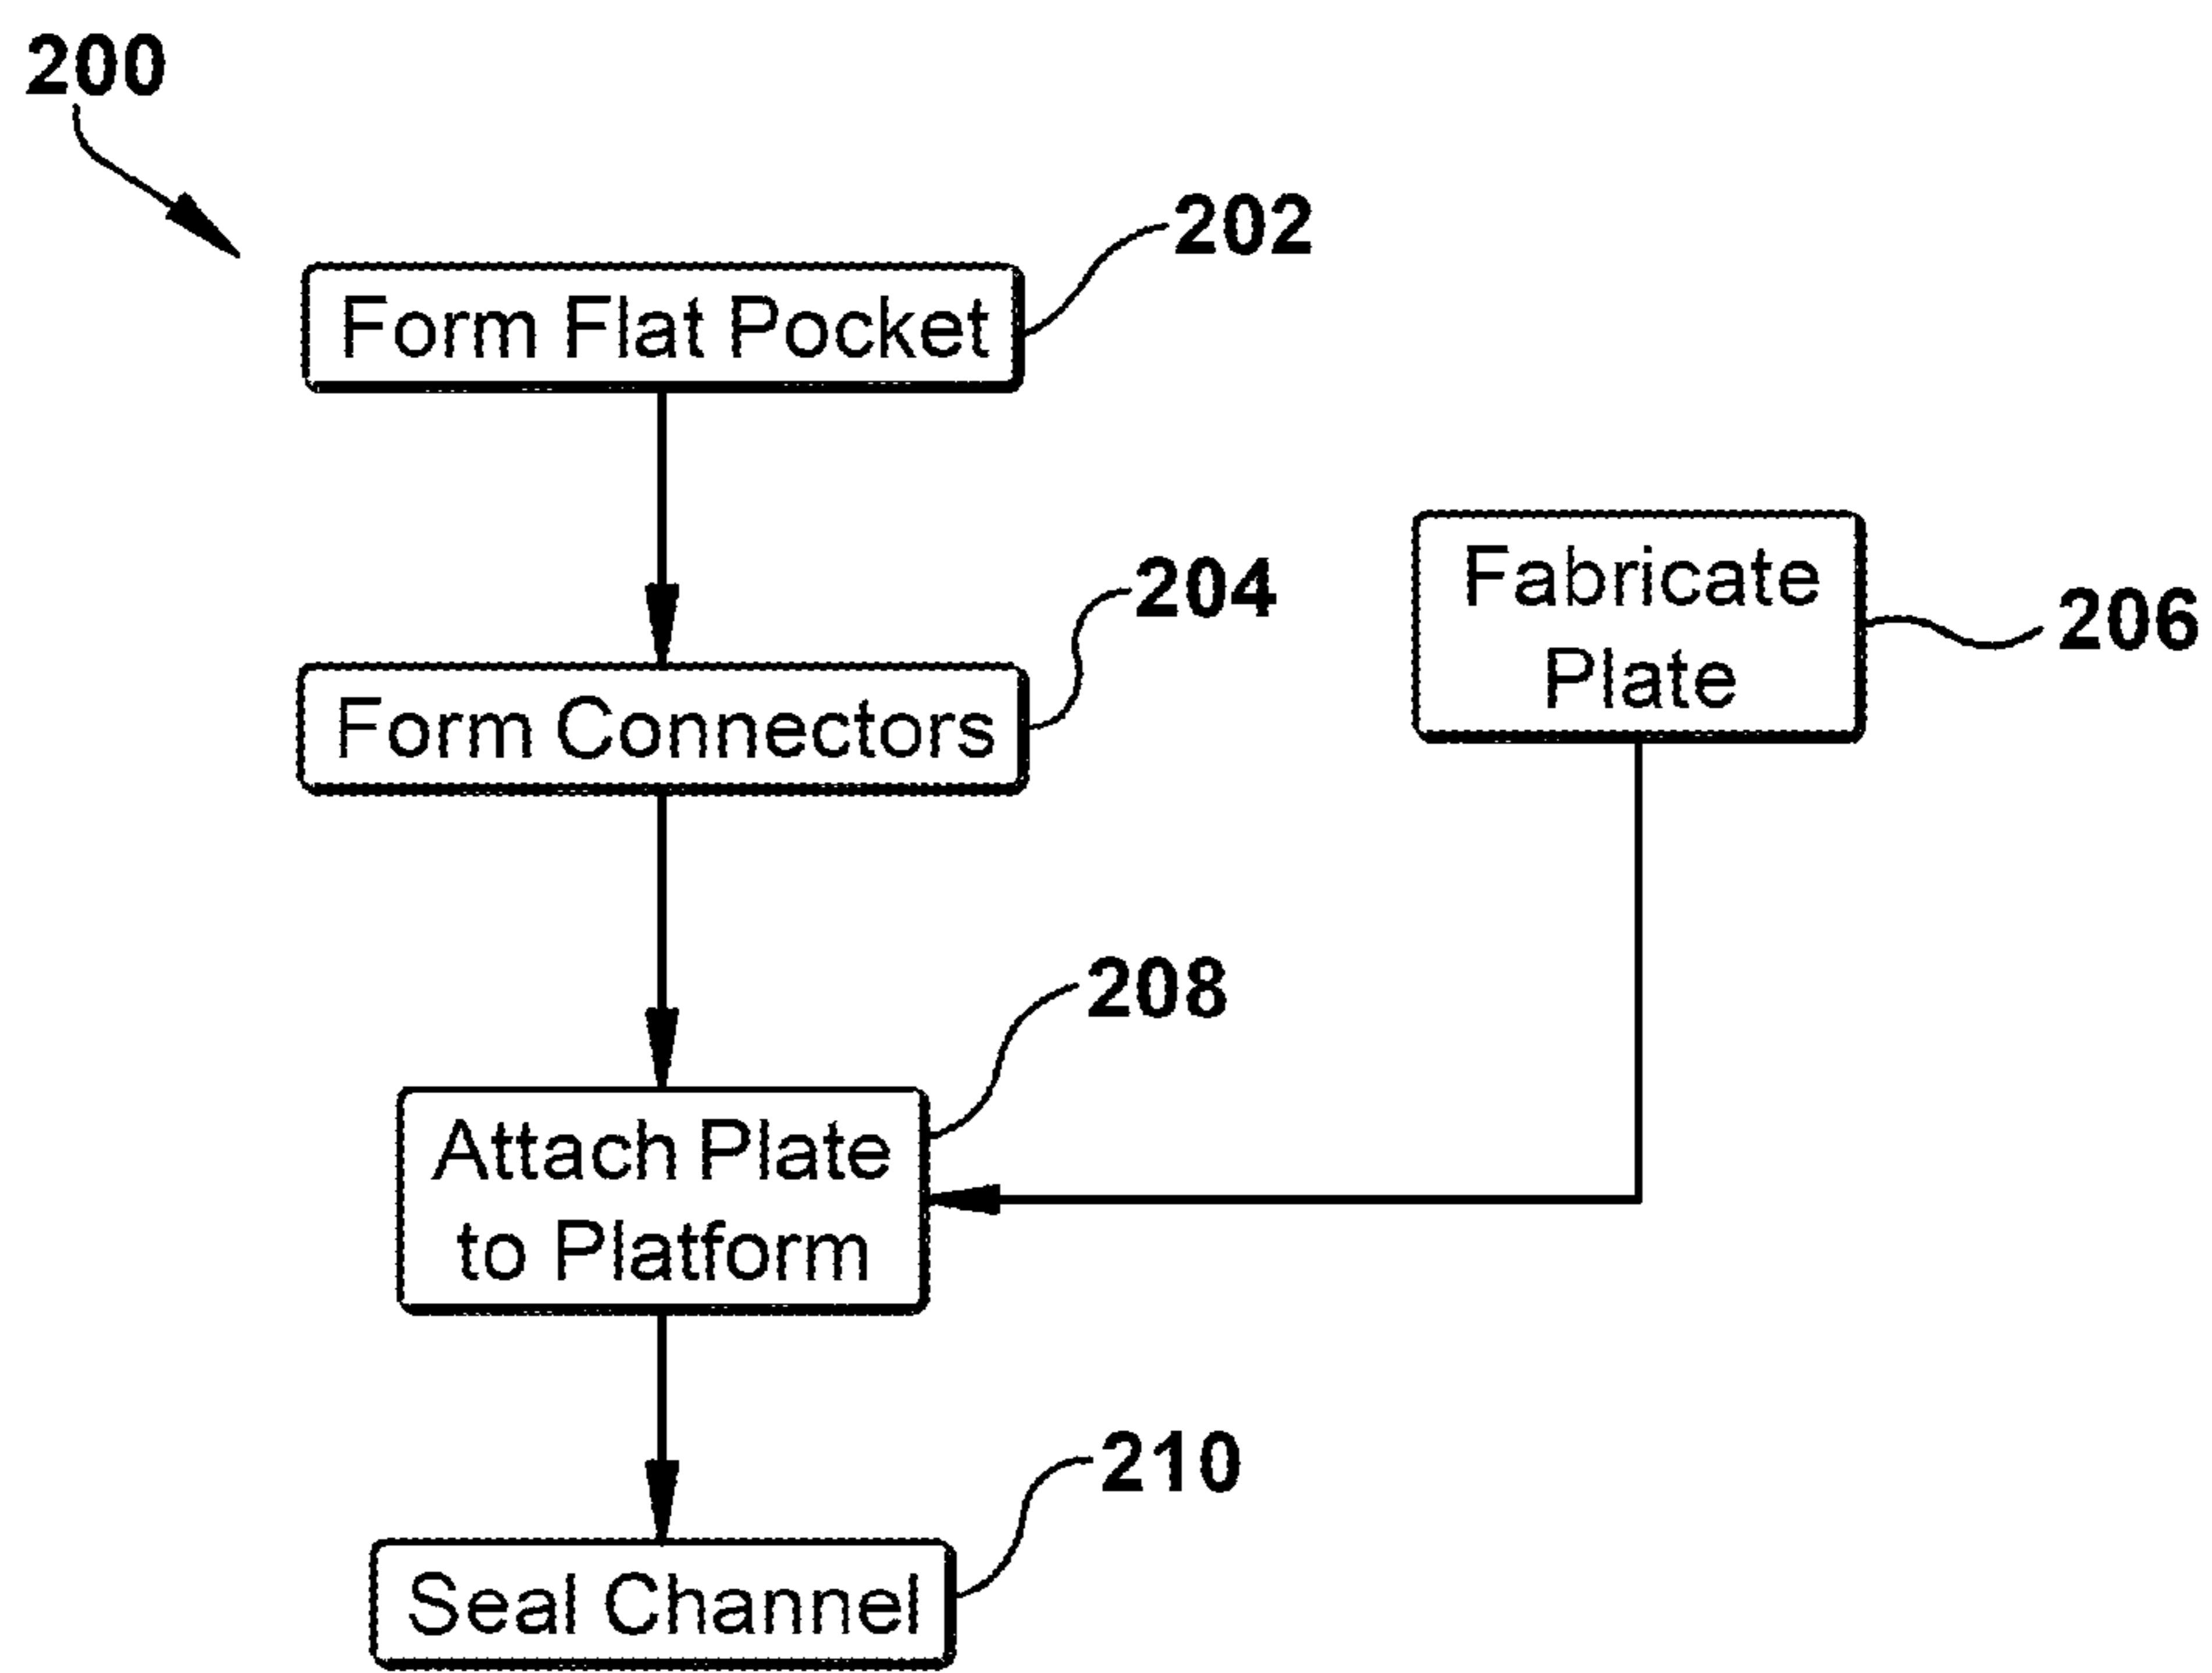 200
202
Form Flat Pocket
204
Form Connectors
Fabricate
Plate
206
208
Attach Plate
to Platform
210
Seal Channel